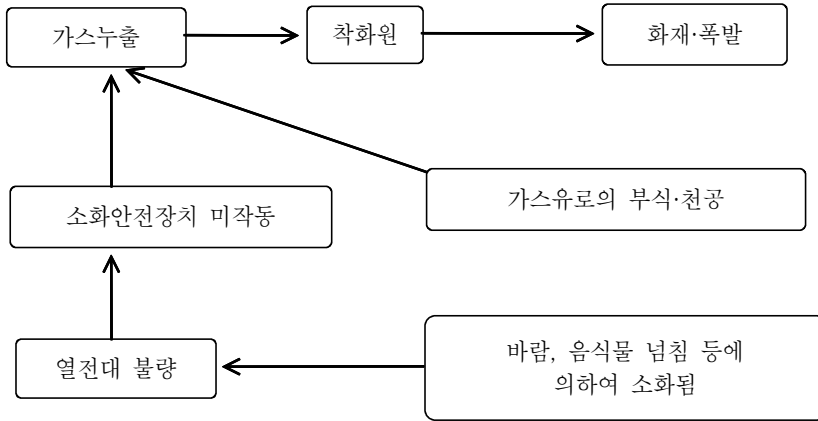 가스누출
착화원
화재·폭발
소화안전장치 미작동
가스유로의 부식·천공
열전대 불량
바람, 음식물 넘침 등에
의하여 소화됨